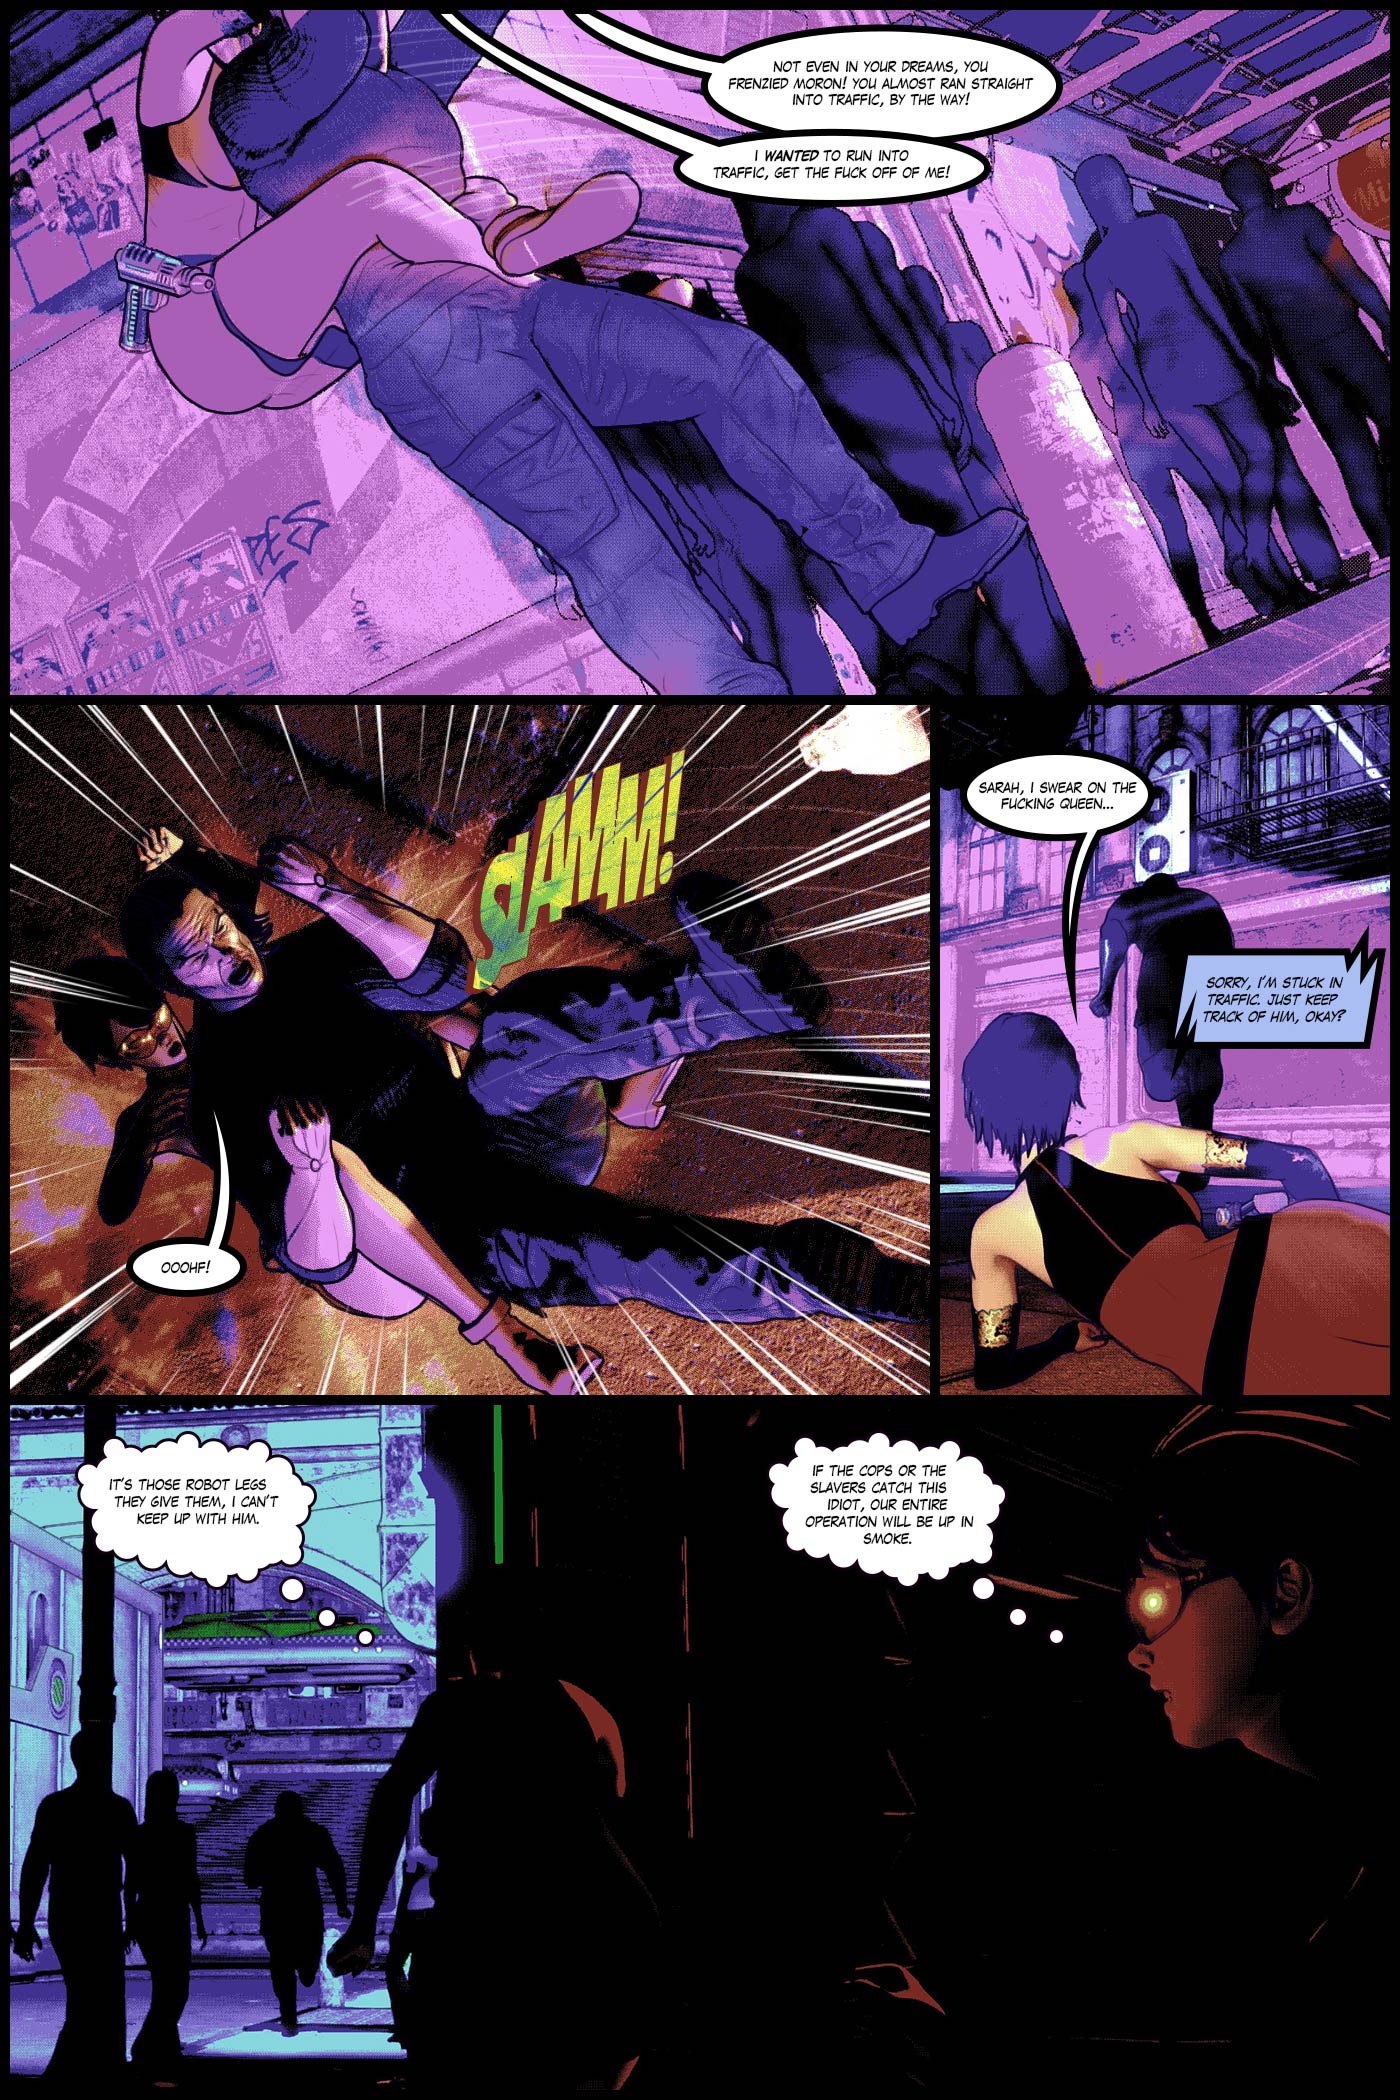 NOT EVEN IN YOUR DREAMS, YOU
FRENZIED MORON! YOU ALMOST RAN STRAIGHT
INTO TRAFFIC, BY THE WAY!
I WANTED TO RUN INTO
TRAFFIC, GET THE FUCK OFF OF ME!
Mi
PES
SLAMM!
OOOHF!
SARAH, I SWEAR ON THE
FUCKING QUEEN...
SORRY, I'M STUCK IN
TRAFFIC. JUST KEEP
TRACK OF HIM, OKAY?
IT'S THOSE ROBOT LEGS
THEY GIVE THEM, I CAN'T
KEEP UP WITH HIM.
IF THE COPS OR THE
SLAVERS CATCH THIS
IDIOT, OUR ENTIRE
OPERATION WILL BE UP IN
SMOKE.